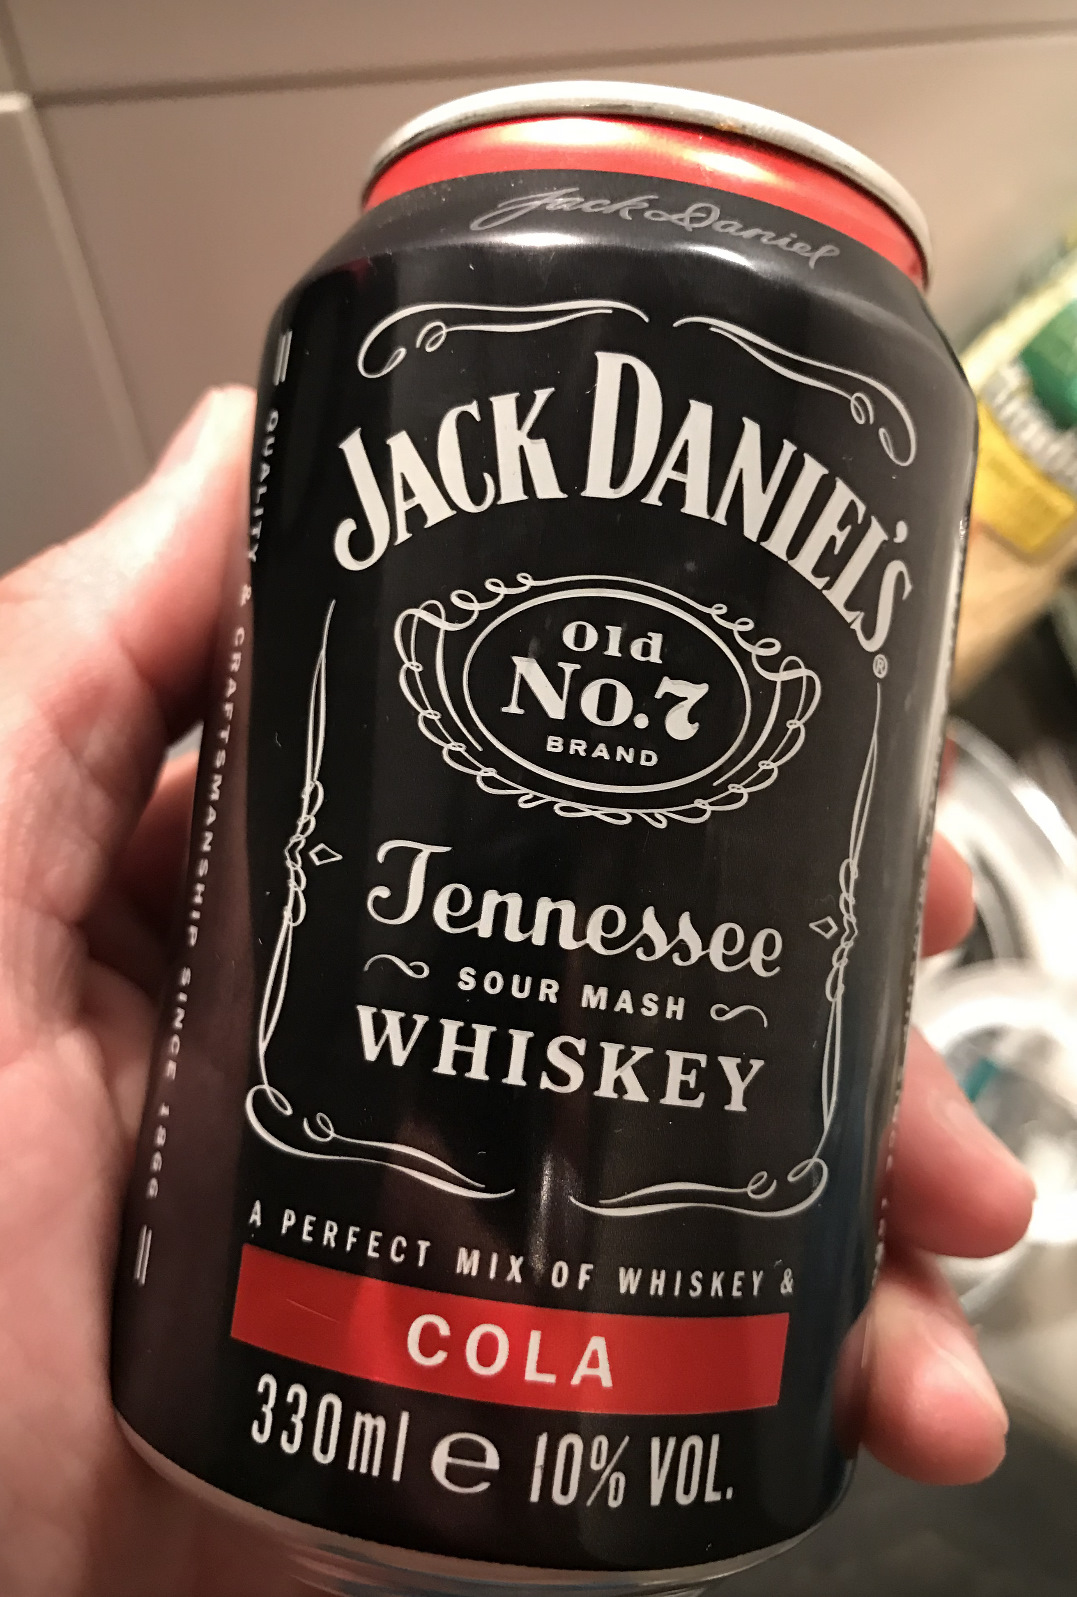 Jack Daniel
JACK DANIEL'S®
Old
No.7
BRAND
Tennessee
SOUR MASH
WHISKEY
A PERFECT MIX OF WHISKEY &
COLA
330ml e 10% VOL.
QUALITY & CRAFTSMANSHIP SINCE 1866